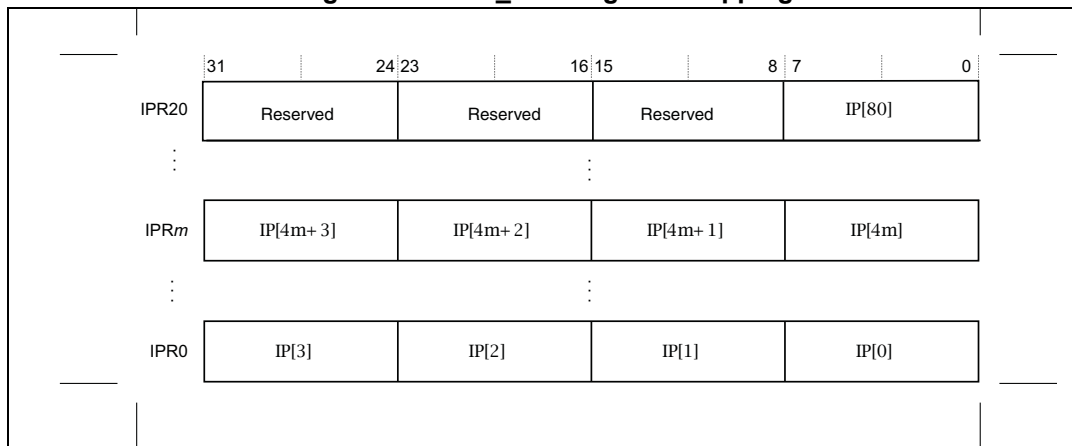 31 24 23 16 15 8 7 0
IPR20 Reserved Reserved Reserved IP[80]
IPRm IP[4m+3] IP[4m+2] IP[4m+1] IP[4m]
IPR0 IP[3] IP[2] IP[1] IP[0]